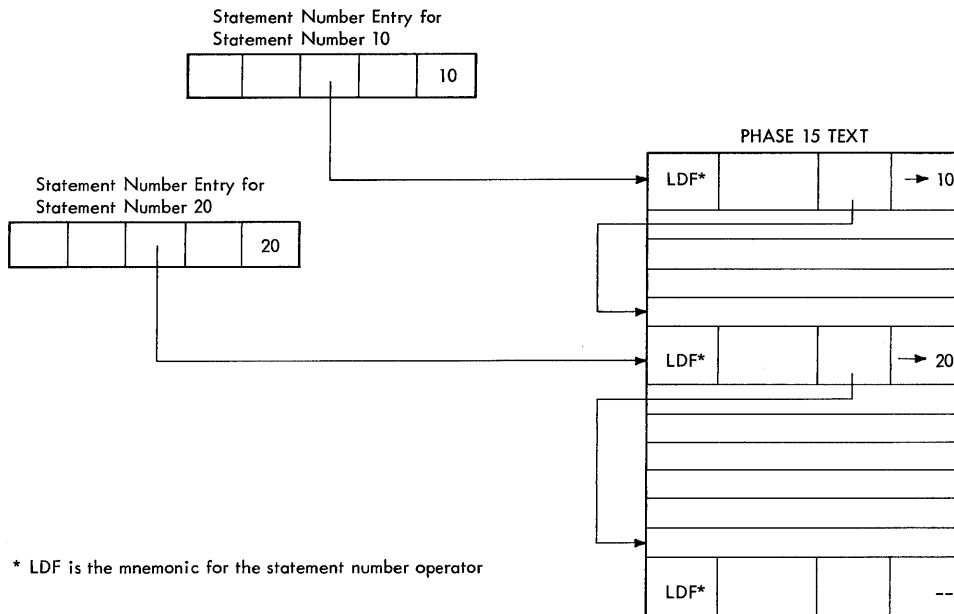 Statement Number Entry for
Statement Number 10
10
PHASE 15 TEXT
LDF*
→ 10
Statement Number Entry for
Statement Number 20
20
LDF*
→ 20
* LDF is the mnemonic for the statement number operator
LDF*
--